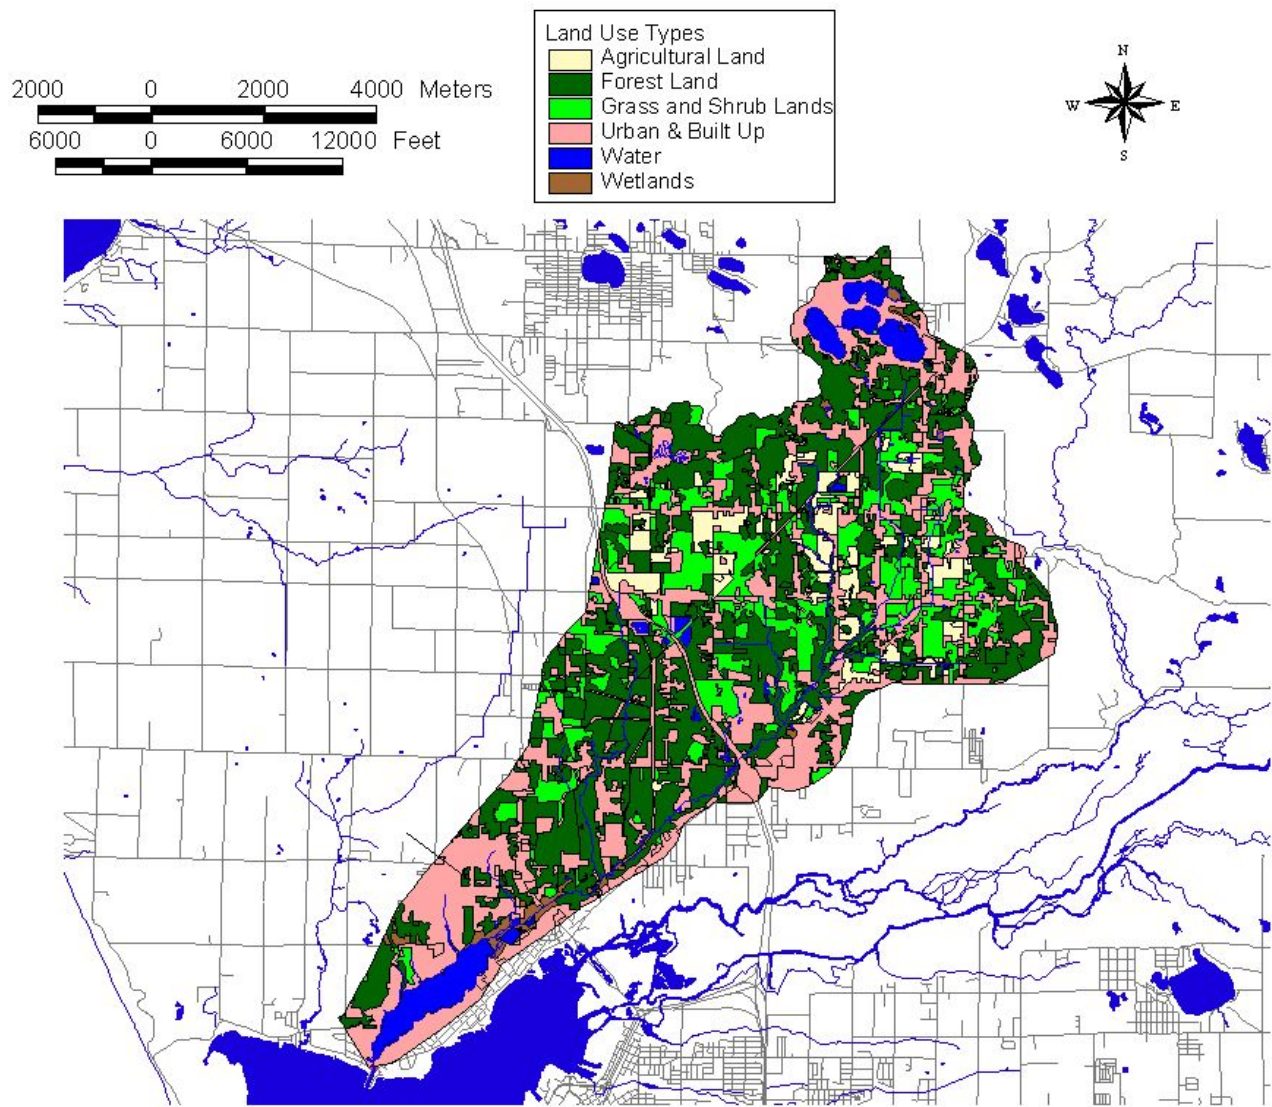 Land Use Types
Agricultural Land
Forest Land
Grass and Shrub Lands
Urban & Built Up
Water
Wetlands
2000 0 2000 4000 Meters
6000 0 6000 12000 Feet
N
W E
S